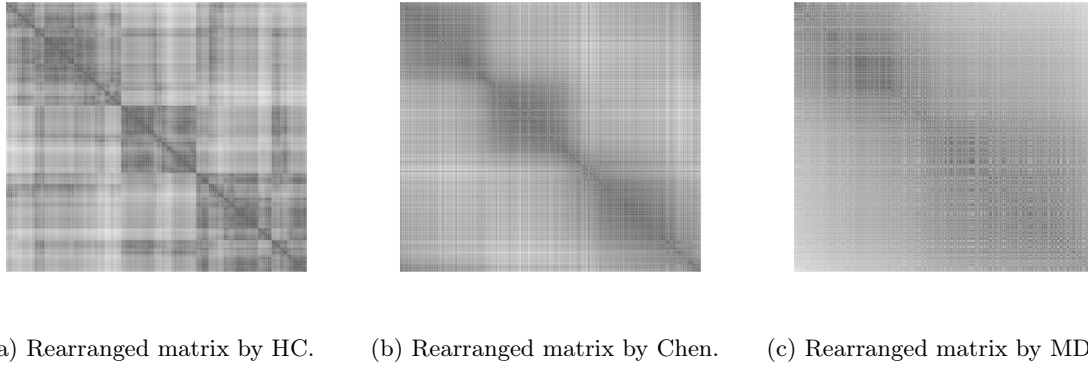 a) Rearranged matrix by HC.
(b) Rearranged matrix by Chen.
(c) Rearranged matrix by MD